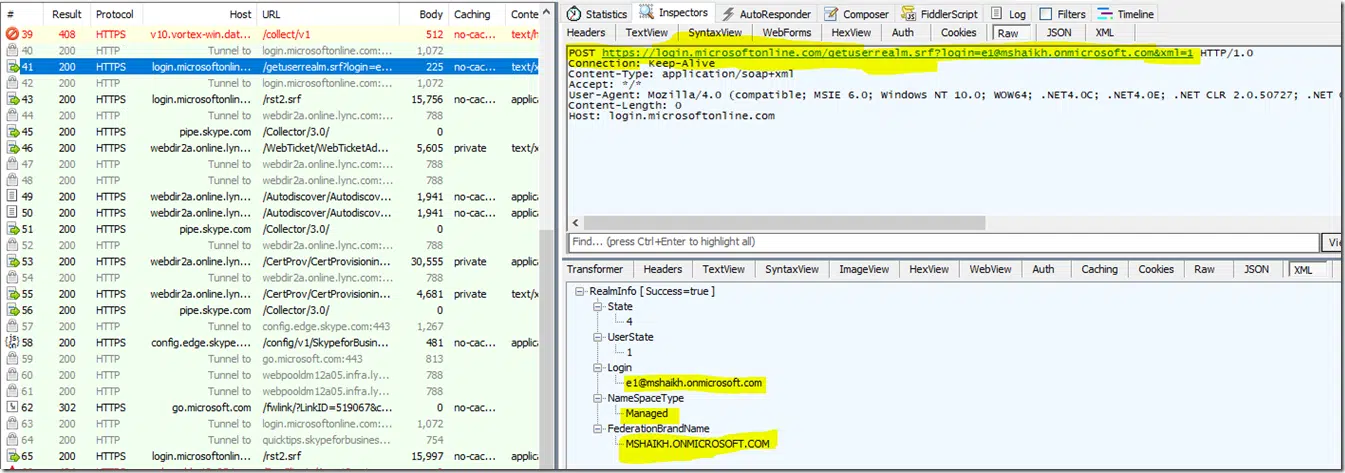 # Result Protocol Host URL Body Caching Conte
39 408 HTTPS v10.vortex-win.dat... /collect/v1 512 no-cac... text/h
40 200 HTTP Tunnel to login.microsoftonline.com:... 1,072
41 200 HTTPS login.microsoftonlin... /getuserrealm.srf?login=e... 225 no-cac... text/x
42 200 HTTP Tunnel to login.microsoftonline.com:... 1,072
43 200 HTTPS login.microsoftonlin... /rst2.srf 15,756 no-cac... applica
44 200 HTTP Tunnel to webdir2a.online.lync.com:... 788
45 200 HTTPS pipe.skype.com /Collector/3.0/ 0
46 200 HTTPS webdir2a.online.lyn... /WebTicket/WebTicketAd... 5,605 private text/x
47 200 HTTP Tunnel to webdir2a.online.lync.com:... 788
48 200 HTTP Tunnel to webdir2a.online.lync.com:... 788
49 200 HTTPS webdir2a.online.lyn... /Autodiscover/Autodiscov... 1,941 no-cac... applica
50 200 HTTPS webdir2a.online.lyn... /Autodiscover/Autodiscov... 1,941 no-cac... applica
51 200 HTTPS pipe.skype.com /Collector/3.0/ 0
52 200 HTTP Tunnel to webdir2a.online.lync.com:... 788
53 200 HTTPS webdir2a.online.lyn... /CertProv/CertProvisionin... 30,555 private applica
54 200 HTTP Tunnel to webdir2a.online.lync.com:... 788
55 200 HTTPS webdir2a.online.lyn... /CertProv/CertProvisionin... 4,681 private text/x
56 200 HTTPS pipe.skype.com /Collector/3.0/ 0
57 200 HTTP Tunnel to config.edge.skype.com:443 1,267
58 200 HTTPS config.edge.skype.... /config/v1/SkypeforBusin... 481 no-cac... applica
59 200 HTTP Tunnel to go.microsoft.com:443 813
60 200 HTTP Tunnel to webpooldm12a05.infra.ly... 788
61 200 HTTP Tunnel to webpooldm12a05.infra.ly... 788
62 302 HTTPS go.microsoft.com /fwlink/?LinkID=519067&c... 0 no-cac...
63 200 HTTP Tunnel to login.microsoftonline.com:... 1,072
64 200 HTTP Tunnel to quicktips.skypeforbusines... 754
65 200 HTTPS login.microsoftonlin... /rst2.srf 15,997 no-cac... applica
Statistics Inspectors AutoResponder Composer FiddlerScript Log Filters Timeline
Headers TextView SyntaxView WebForms HexView Auth Cookies Raw JSON XML
POST https://login.microsoftonline.com/getuserrealm.srf?login=e1@mshaikh.onmicrosoft.com&xml=1 HTTP/1.0
Connection: Keep-Alive
Content-Type: application/soap+xml
Accept: */*
User-Agent: Mozilla/4.0 (compatible; MSIE 6.0; Windows NT 10.0; WOW64; .NET4.0C; .NET4.0E; .NET CLR 2.0.50727; .NET C
Content-Length: 0
Host: login.microsoftonline.com
Find... (press Ctrl+Enter to highlight all) Vie
Transformer Headers TextView SyntaxView ImageView HexView WebView Auth Caching Cookies Raw JSON XML
RealmInfo [ Success=true ]
State
4
UserState
1
Login
e1@mshaikh.onmicrosoft.com
NameSpaceType
Managed
FederationBrandName
MSHAIKH.ONMICROSOFT.COM